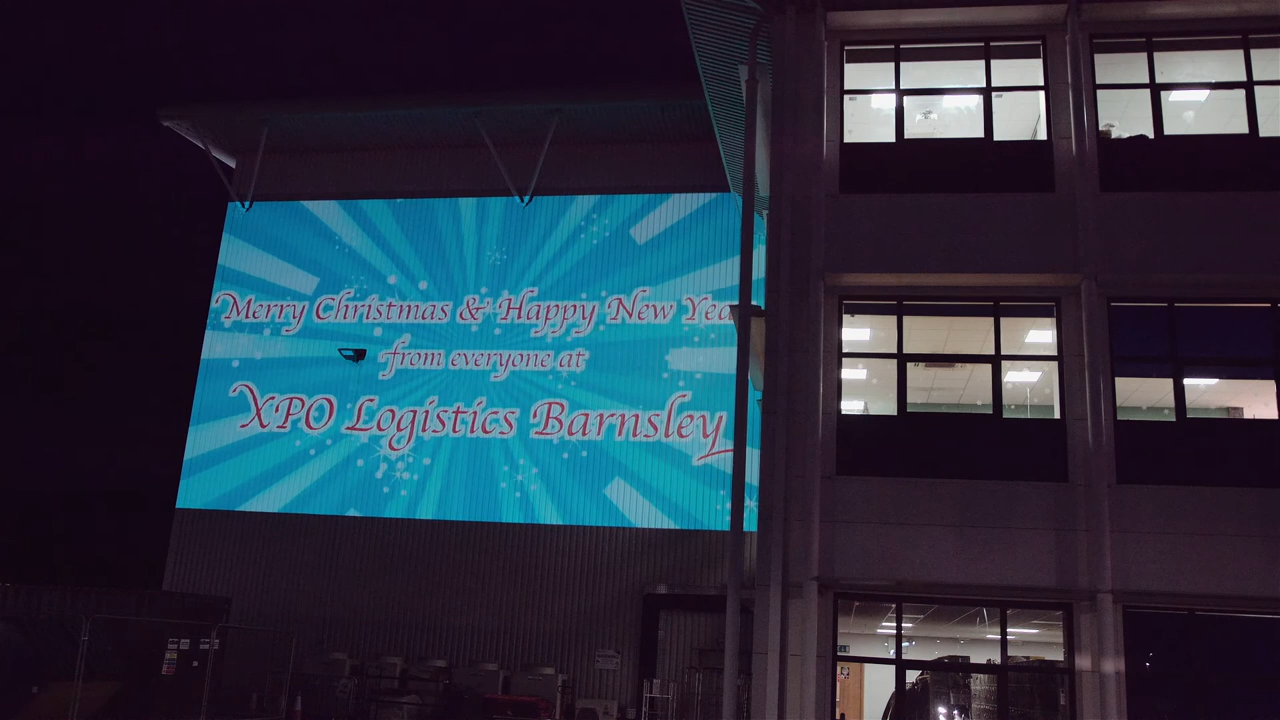 Merry Christmas & Happy New Yea
from everyone at
XPO Logistics Barnsley